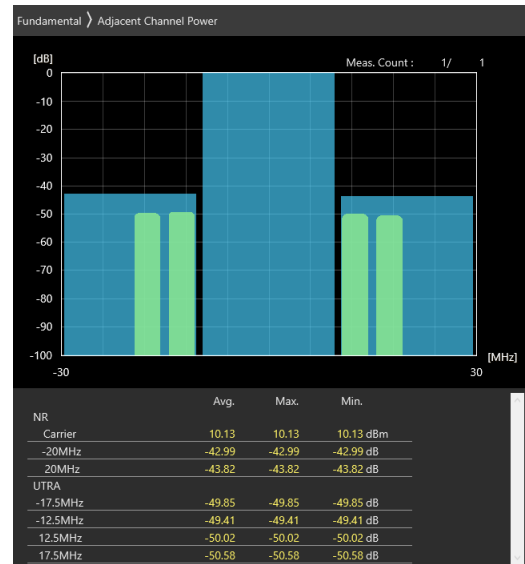 Fundamental 〉 Adjacent Channel Power
[dB]
Meas. Count : 1/ 1
0
-10
-20
-30
-40
-50
-60
-70
-80
-90
-100
[MHz]
-30 30
Avg. Max. Min.
NR
Carrier 10.13 10.13 10.13 dBm
-20MHz -42.99 -42.99 -42.99 dB
20MHz -43.82 -43.82 -43.82 dB
UTRA
-17.5MHz -49.85 -49.85 -49.85 dB
-12.5MHz -49.41 -49.41 -49.41 dB
12.5MHz -50.02 -50.02 -50.02 dB
17.5MHz -50.58 -50.58 -50.58 dB